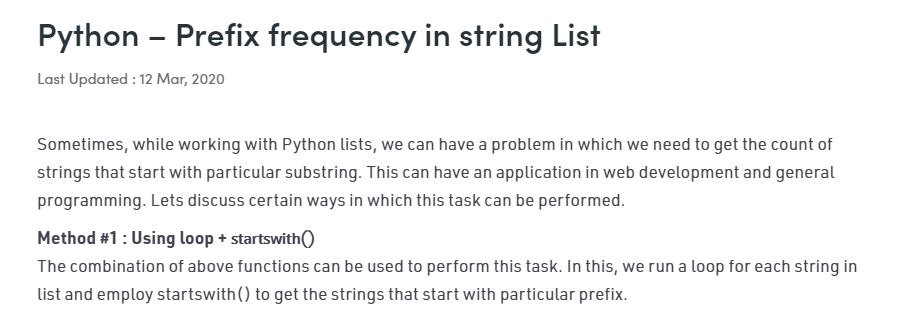 Python – Prefix frequency in string List
Last Updated : 12 Mar, 2020
Sometimes, while working with Python lists, we can have a problem in which we need to get the count of
strings that start with particular substring. This can have an application in web development and general
programming. Lets discuss certain ways in which this task can be performed.
Method #1 : Using loop + startswith()
The combination of above functions can be used to perform this task. In this, we run a loop for each string in
list and employ startswith() to get the strings that start with particular prefix.